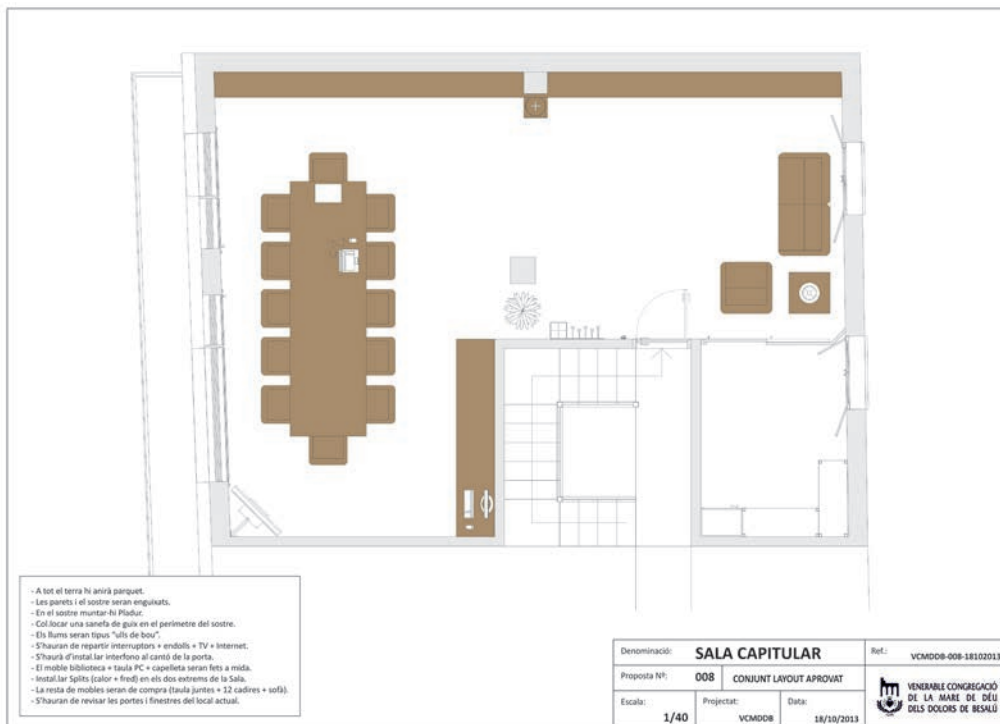 - A tot el terra hi anirà parquet.
- Les parets i el sostre seran enguixats.
- En el sostre muntar-hi Pladur.
- Col.locar una sanefa de guix en el perímetre del sostre.
- Els llums seran tipus "ulls de bou".
- S'hauran de repartir interruptors + endolls + TV + Internet.
- S'haurà d'instal.lar interfono al cantó de la porta.
- El moble biblioteca + taula PC + capelleta seran fets a mida.
- Instal.lar Splits (calor + fred) en els dos extrems de la Sala.
- La resta de mobles seran de compra (taula juntes + 12 cadires + sofà).
- S'hauran de revisar les portes i finestres del local actual.
Denominació: SALA CAPITULAR
Ref.: VCMDDB-008-18102013
Proposta Nº: 008 CONJUNT LAYOUT APROVAT
Escala: 1/40
Projectat: VCMDDB
Data: 18/10/2013
VENERABLE CONGREGACIÓ
DE LA MARE DE DÉU
DELS DOLORS DE BESALÚ